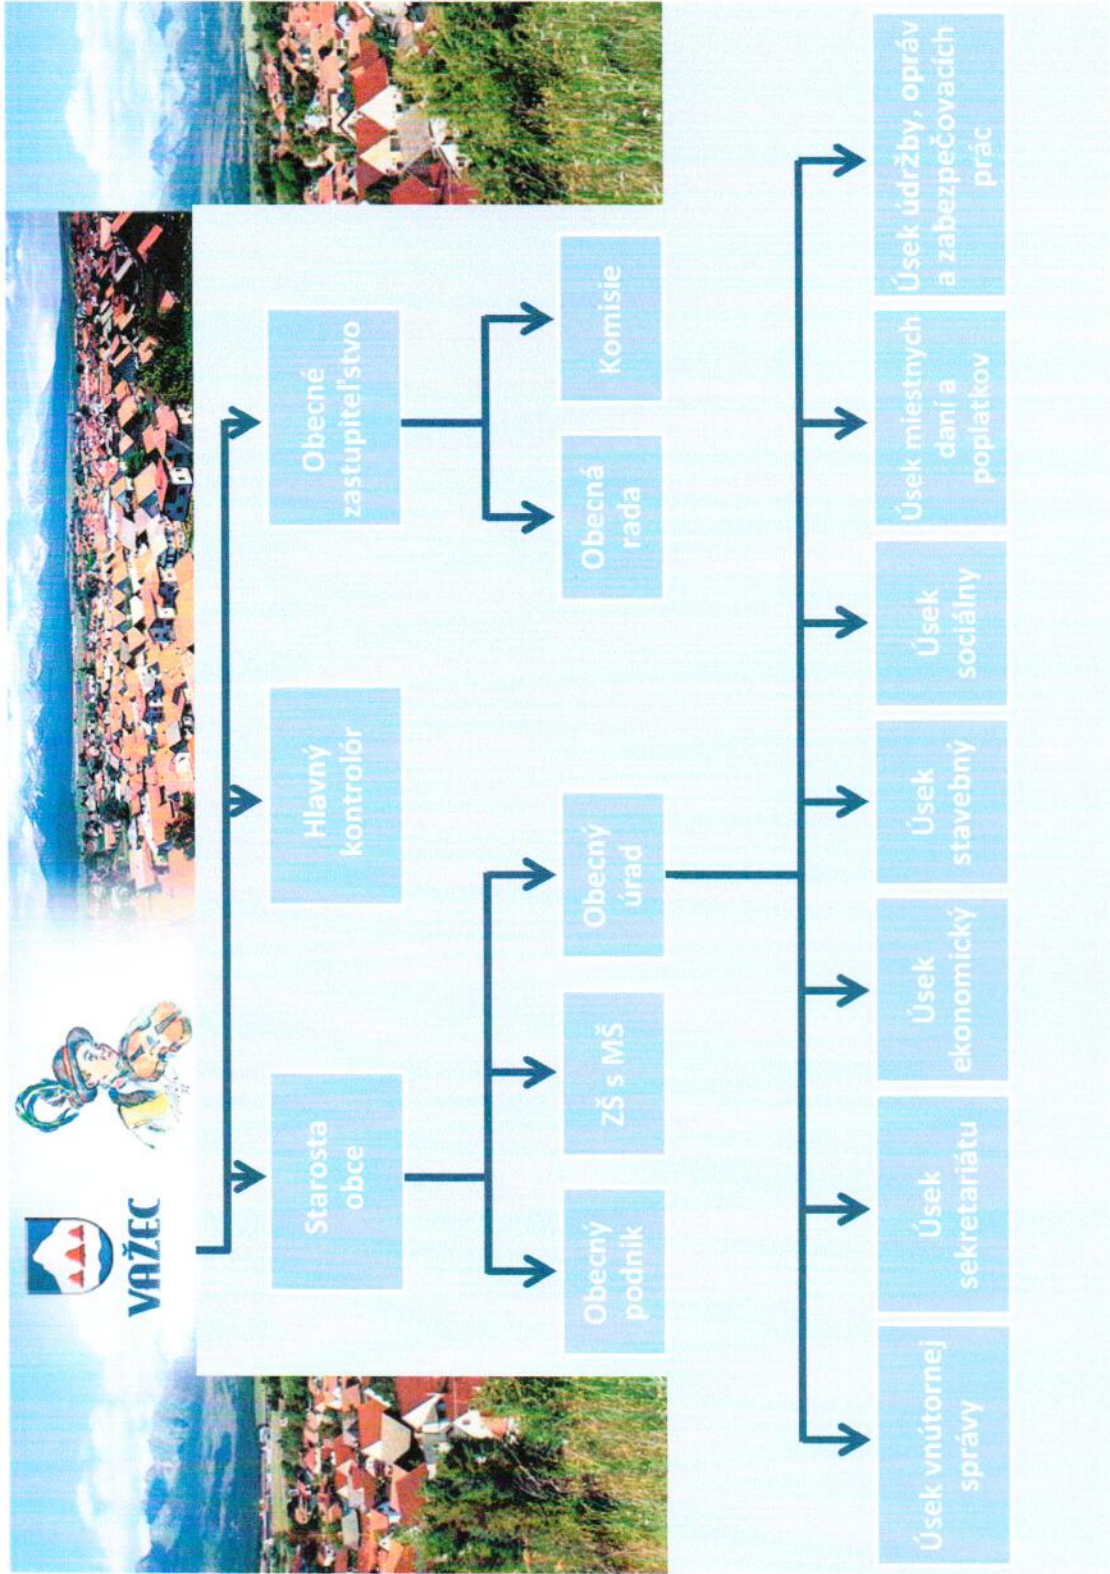 VAŽEC
Starosta
obce
Hlavný
kontrolór
Obecné
zastupiteľstvo
Obecný
podnik
ZŠ s MŠ
Obecný
úrad
Obecná
rada
Komisie
Úsek vnútornej
správy
Úsek
sekretariátu
Úsek
ekonomický
Úsek
stavebný
Úsek
sociálny
Úsek miestnych
daní a
poplatkov
Úsek údržby, opráv
a zabezpečovacích
prác